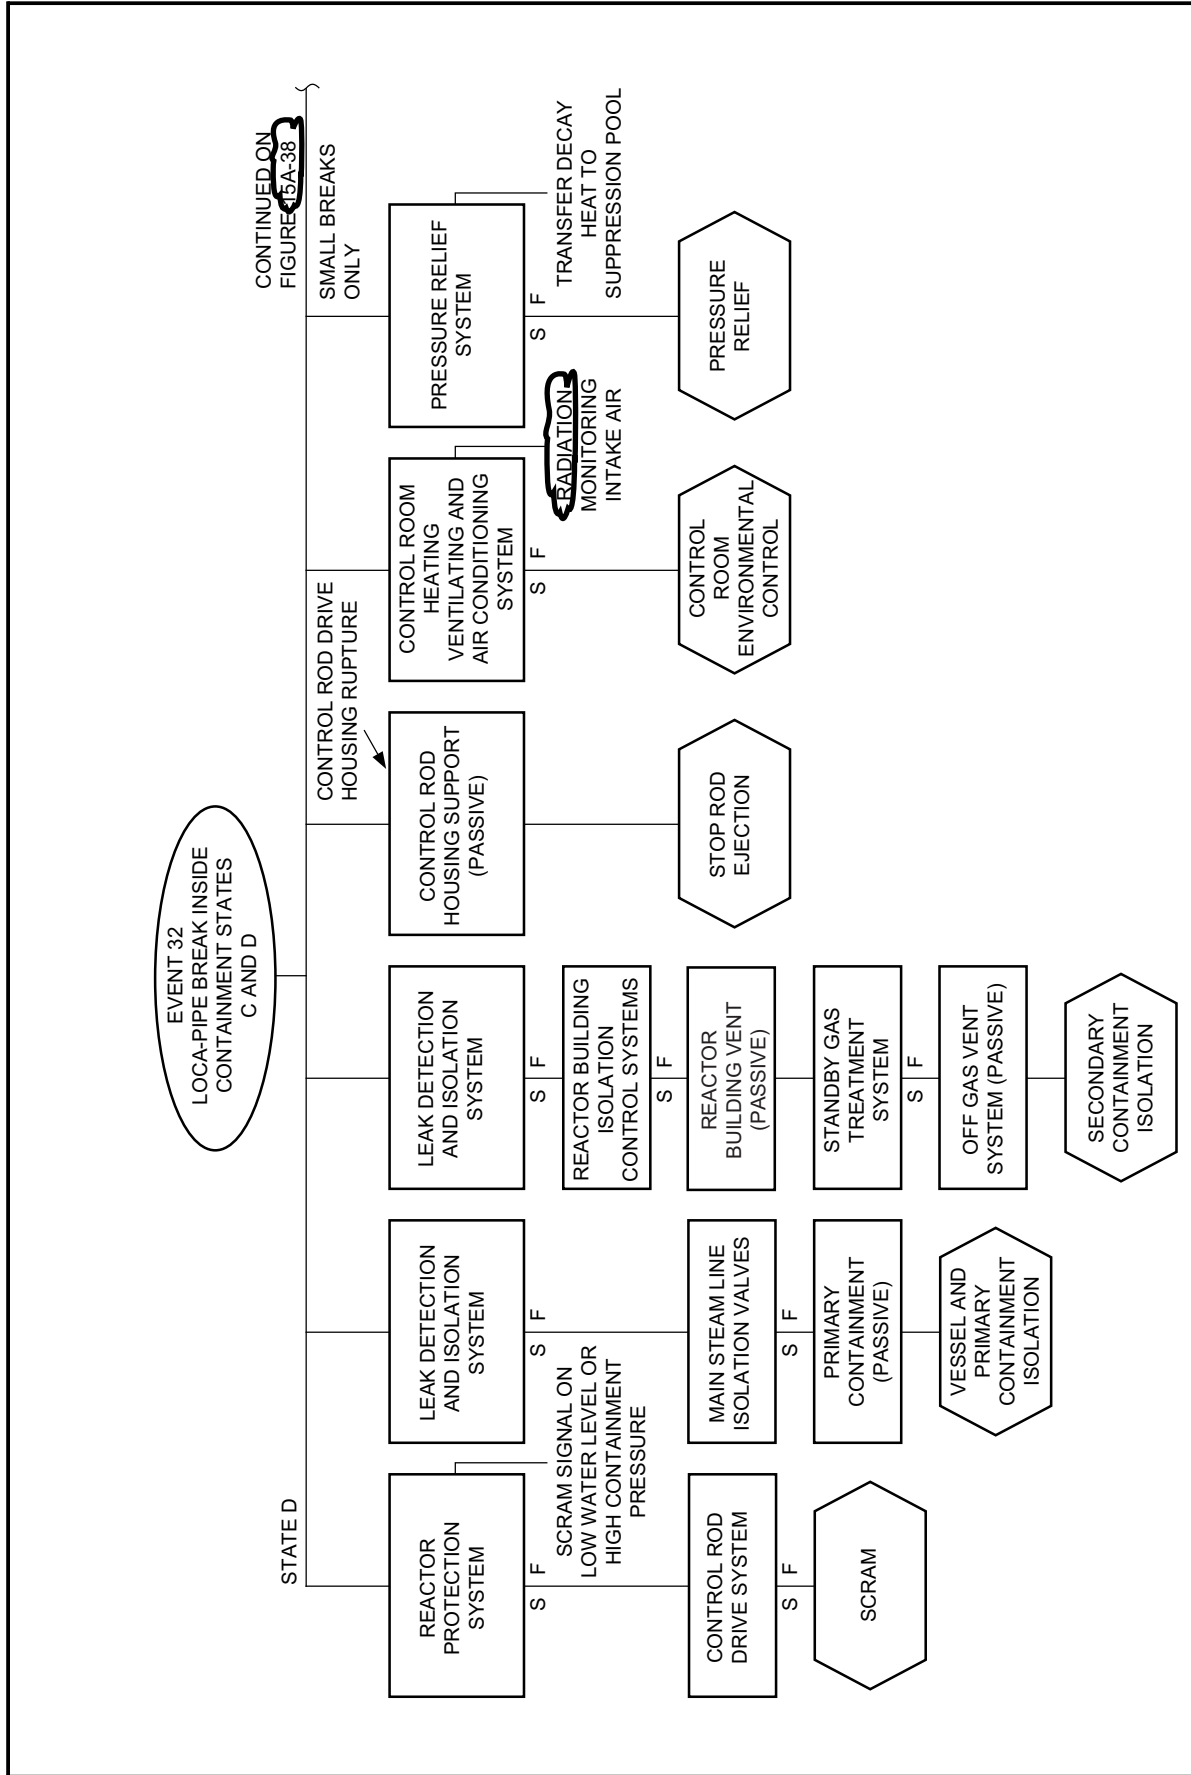 EVENT 32
LOCA-PIPE BREAK INSIDE
CONTAINMENT STATES
C AND D
STATE D
CONTROL ROD DRIVE
HOUSING RUPTURE
CONTINUED ON
FIGURE 15A-38
SMALL BREAKS
ONLY
REACTOR
PROTECTION
SYSTEM
S F
SCRAM SIGNAL ON
LOW WATER LEVEL OR
HIGH CONTAINMENT
PRESSURE
CONTROL ROD
DRIVE SYSTEM
S F
SCRAM
LEAK DETECTION
AND ISOLATION
SYSTEM
S F
MAIN STEAM LINE
ISOLATION VALVES
S F
PRIMARY
CONTAINMENT
(PASSIVE)
VESSEL AND
PRIMARY
CONTAINMENT
ISOLATION
LEAK DETECTION
AND ISOLATION
SYSTEM
S F
REACTOR BUILDING
ISOLATION
CONTROL SYSTEMS
S F
REACTOR
BUILDING VENT
(PASSIVE)
STANDBY GAS
TREATMENT
SYSTEM
S F
OFF GAS VENT
SYSTEM (PASSIVE)
SECONDARY
CONTAINMENT
ISOLATION
CONTROL ROD
HOUSING SUPPORT
(PASSIVE)
STOP ROD
EJECTION
CONTROL ROOM
HEATING
VENTILATING AND
AIR CONDITIONING
SYSTEM
S F
RADIATION
MONITORING
INTAKE AIR
CONTROL
ROOM
ENVIRONMENTAL
CONTROL
PRESSURE RELIEF
SYSTEM
S F
TRANSFER DECAY
HEAT TO
SUPPRESSION POOL
PRESSURE
RELIEF